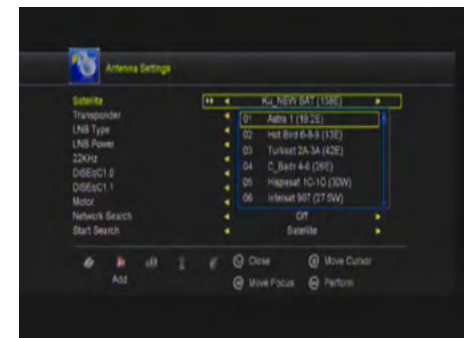 Antenna Settings
Satellite
Ku_NEW SAT (138E)
Transponder
01 Astra 1 (19.2E)
LNB Type
02 Hot Bird 6-8-9 (13E)
LNB Power
03 Turksat 2A-3A (42E)
22KHz
04 C_Badr 4-6 (26E)
DiSEqC1.0
05 Hispasat 1C-1D (30W)
DiSEqC1.1
06 Intelsat 907 (27.5W)
Motor
Network Search
Off
Start Search
Satellite
Close
Move Cursor
Add
Move Focus
Perform